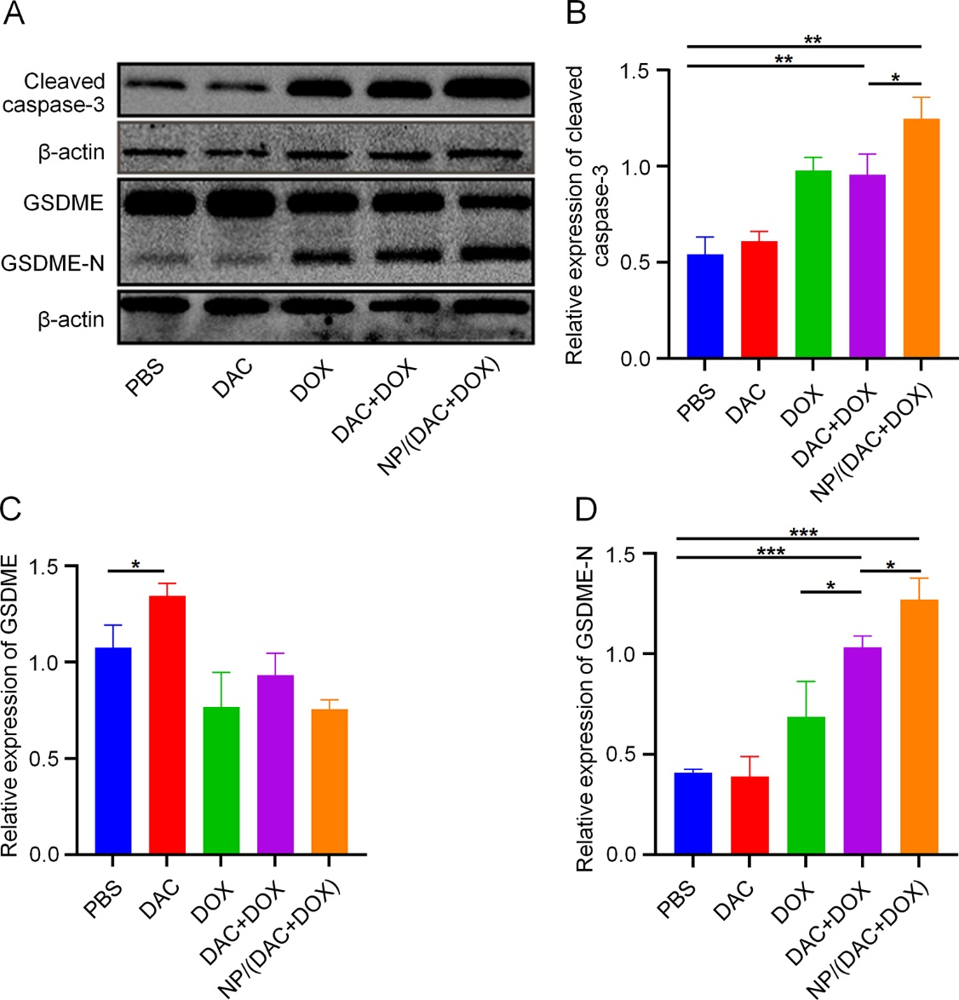 A
Cleaved
caspase-3
β-actin
GSDME
GSDME-N
β-actin
PBS
DAC
DOX
DAC+DOX
NP/(DAC+DOX)
B
Relative expression of cleaved
caspase-3
**
**
*
1.5
1.0
0.5
0.0
PBS
DAC
DOX
DAC+DOX
NP/(DAC+DOX)
C
Relative expression of GSDME
*
1.5
1.0
0.5
0.0
PBS
DAC
DOX
DAC+DOX
NP/(DAC+DOX)
D
Relative expression of GSDME-N
***
***
*
*
1.5
1.0
0.5
0.0
PBS
DAC
DOX
DAC+DOX
NP/(DAC+DOX)